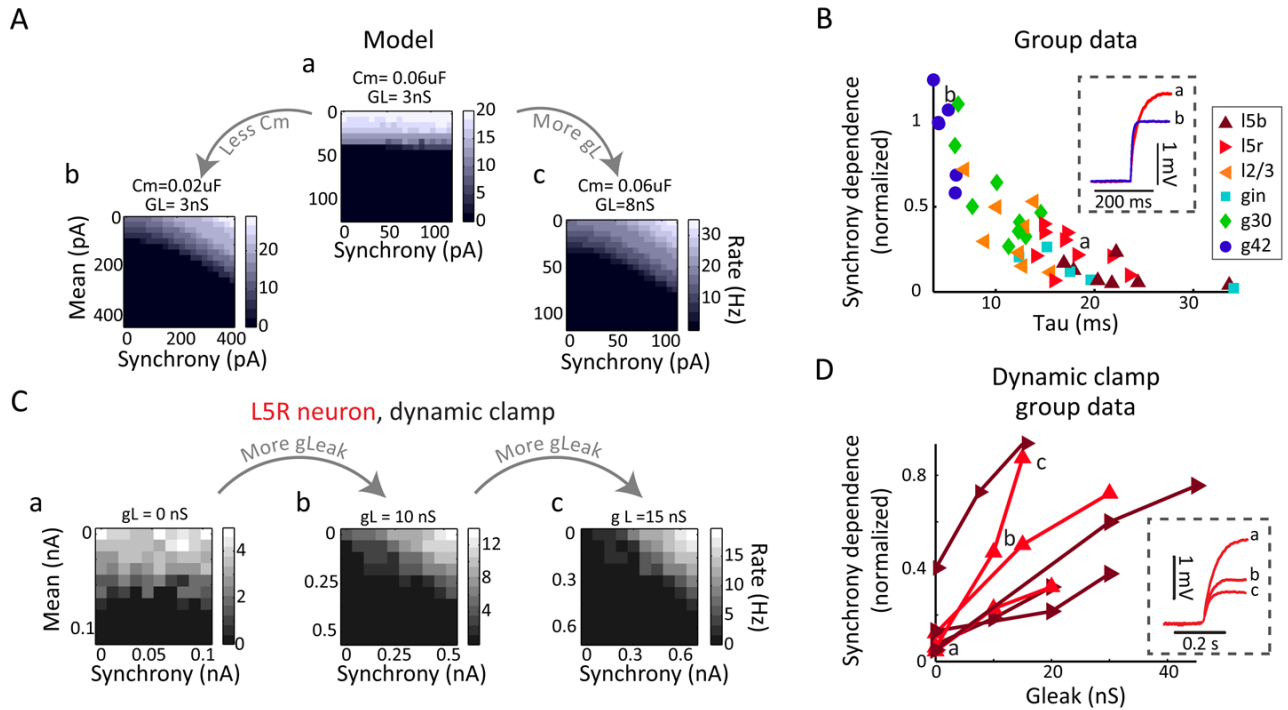 A
Model
a
Cm= 0.06uF
GL= 3nS
0
50
100
0 50 100
Synchrony (pA)
20
15
10
5
0
Less Cm
More gL
b
Cm=0.02uF
GL= 3nS
Mean (pA)
0
200
400
0 200 400
Synchrony (pA)
20
10
0
c
Cm= 0.06uF
GL=8nS
0
50
100
0 50 100
Synchrony (pA)
30
20
10
Rate (Hz)
B
Group data
Synchrony dependence
(normalized)
1
0.5
0
10 20 30
Tau (ms)
b
a
a
b
1 mV
200 ms
l5b
l5r
l2/3
gin
g30
g42
C
L5R neuron, dynamic clamp
More gLeak
More gLeak
a
gL = 0 nS
Mean (nA)
0
0.1
0 0.05 0.1
Synchrony (nA)
4
2
0
b
gL = 10 nS
0
0.25
0.5
0 0.25 0.5
Synchrony (nA)
12
8
4
c
g L =15 nS
0
0.3
0.6
0 0.3 0.6
Synchrony (nA)
15
10
5
0
Rate (Hz)
D
Dynamic clamp
group data
Synchrony dependence
(normalized)
0.8
0.4
0
0 20 40
Gleak (nS)
c
b
a
a
b
c
1 mV
0.2 s